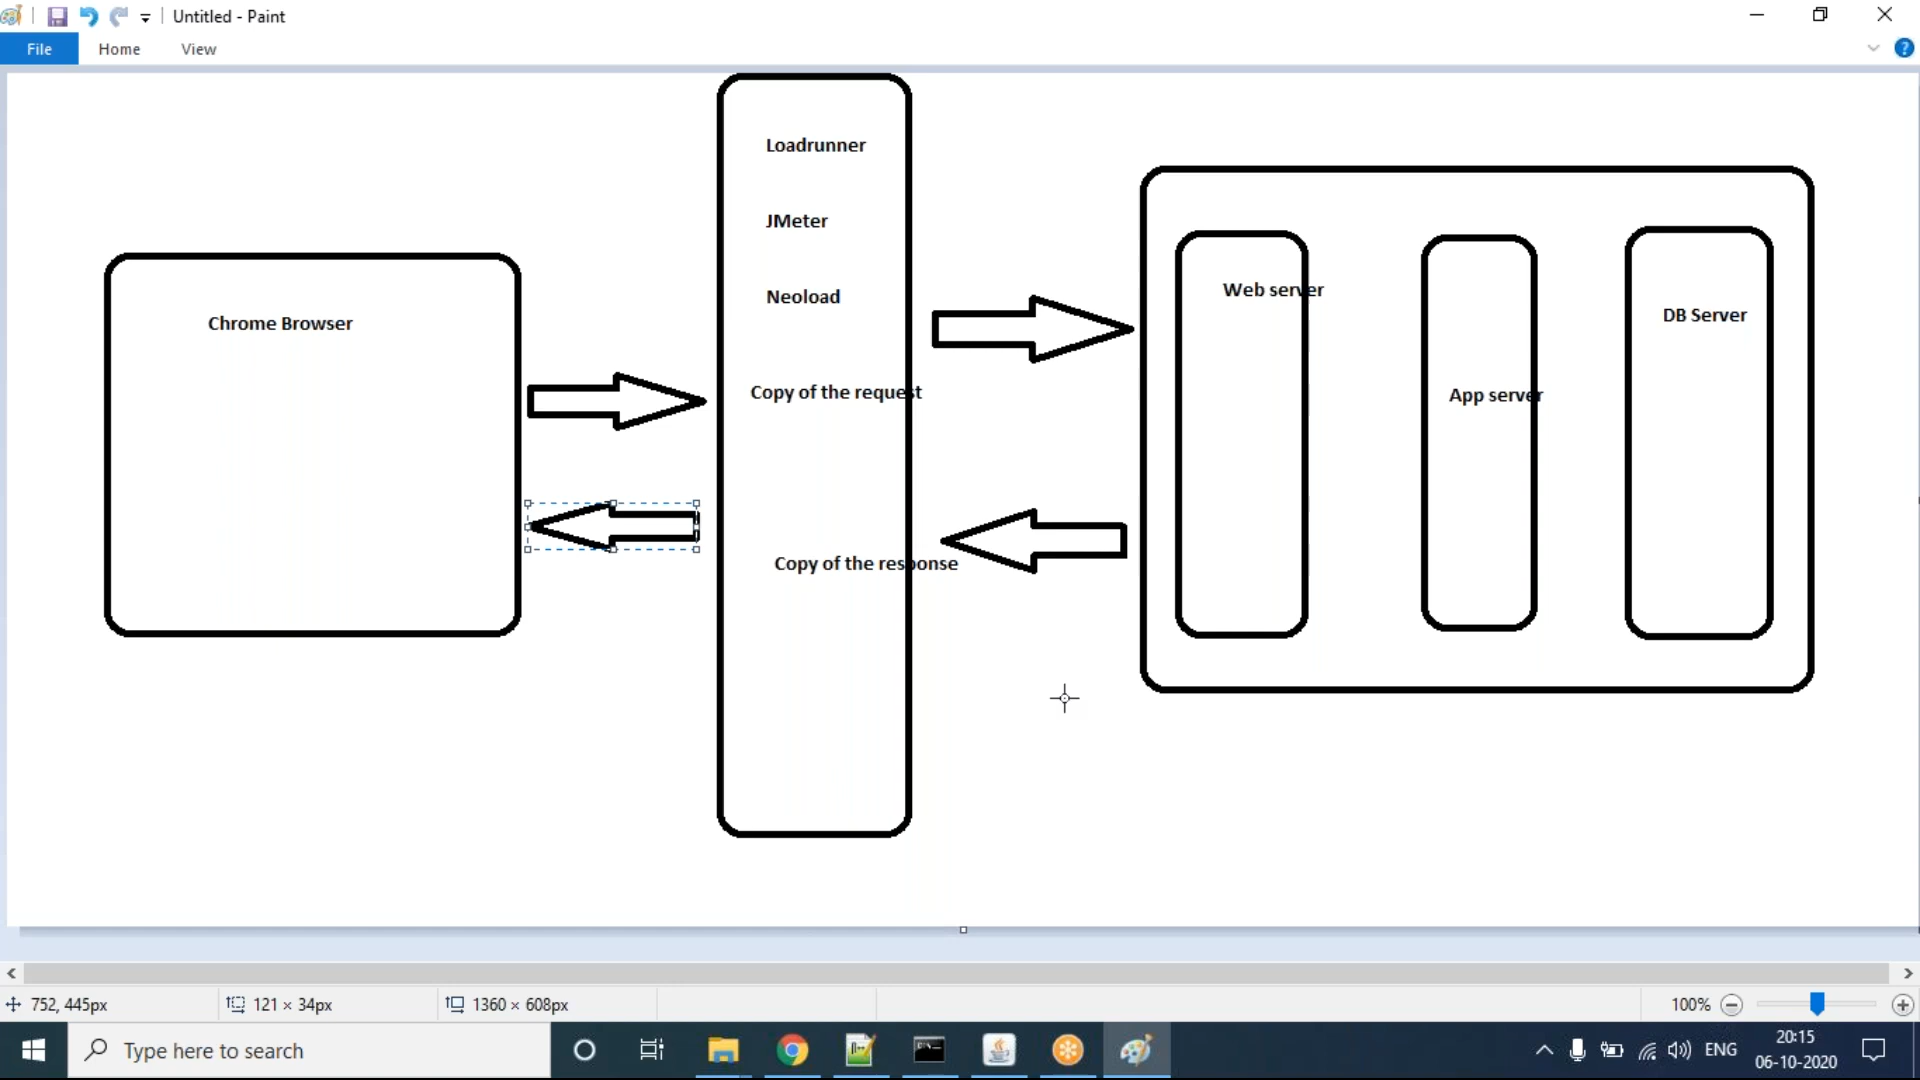 Untitled - Paint
File
Home
View
Loadrunner
JMeter
Neoload
Copy of the request
Copy of the response
Chrome Browser
Web server
App server
DB Server
752, 445px
121 × 34px
1360 × 608px
100%
Type here to search
ENG
20:15
06-10-2020